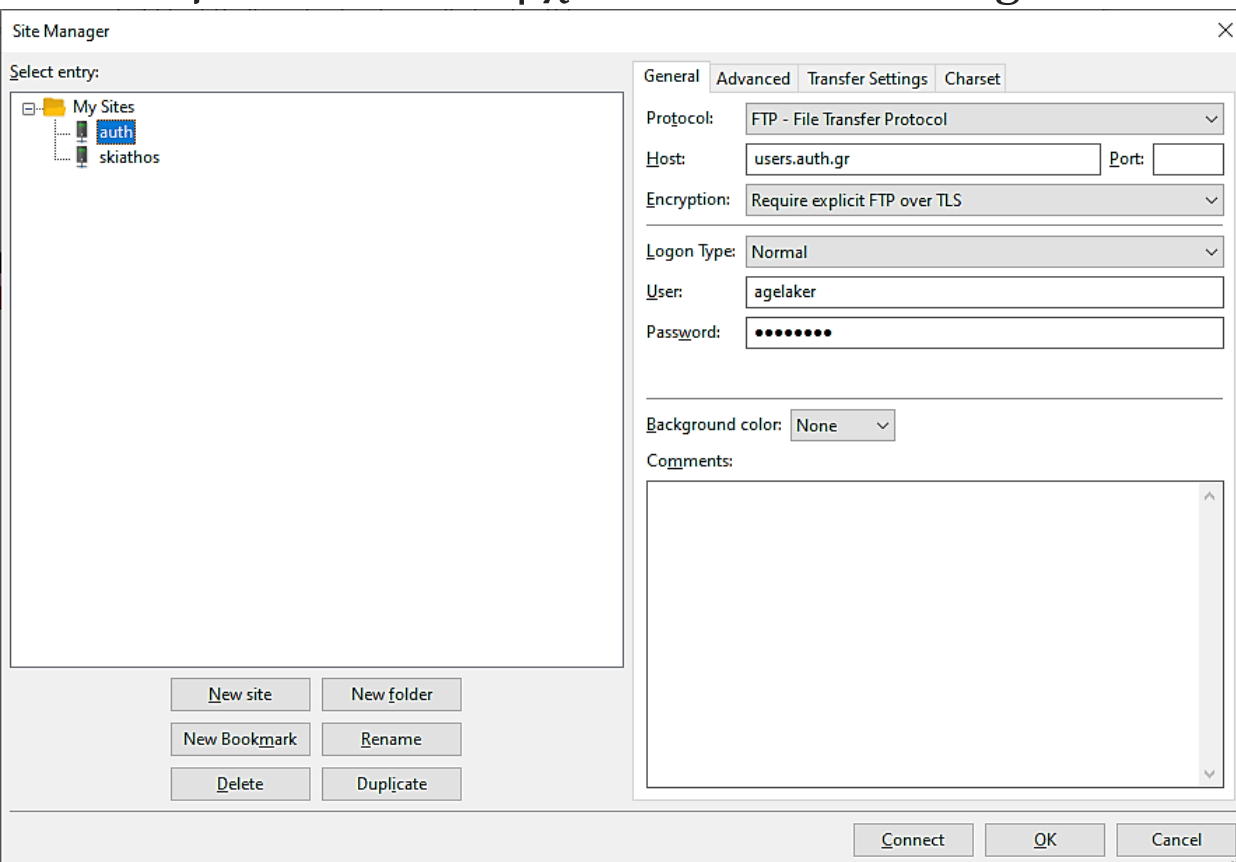 Site Manager
Select entry:
My Sites
auth
skiathos
New site New folder
New Bookmark Rename
Delete Duplicate
General Advanced Transfer Settings Charset
Protocol: FTP - File Transfer Protocol
Host: users.auth.gr Port:
Encryption: Require explicit FTP over TLS
Logon Type: Normal
User: agelaker
Password: ●●●●●●●●
Background color: None
Comments:
Connect OK Cancel